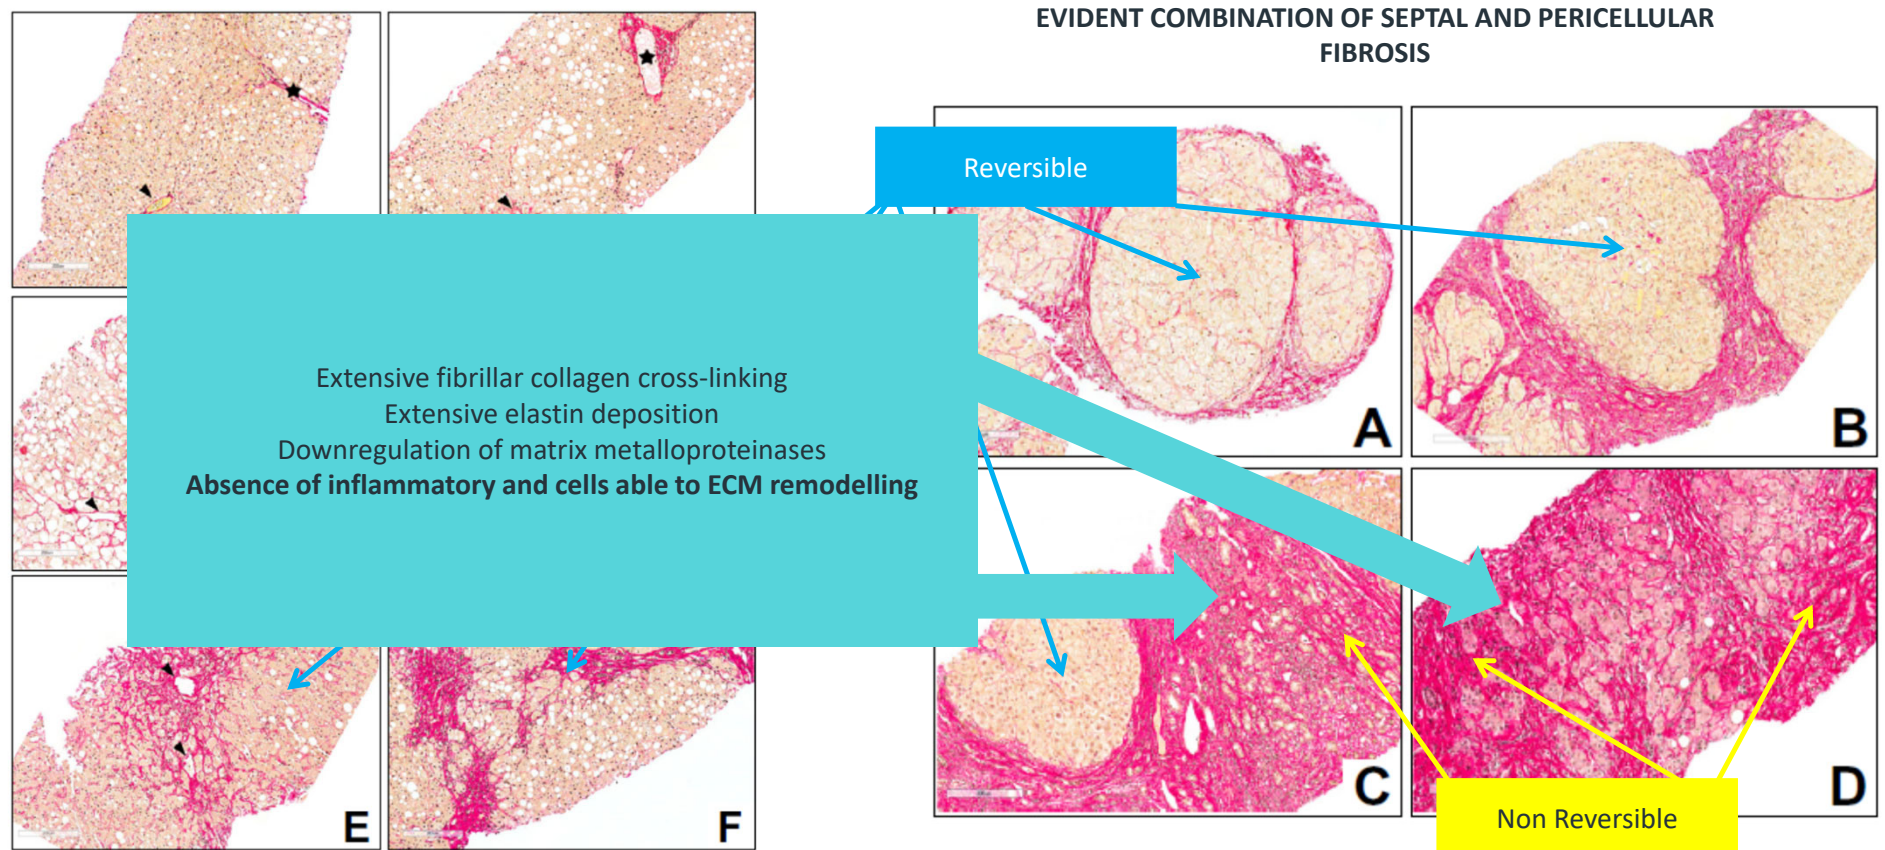 EVIDENT COMBINATION OF SEPTAL AND PERICELLULAR
FIBROSIS
Reversible
Extensive fibrillar collagen cross-linking
Extensive elastin deposition
Downregulation of matrix metalloproteinases
Absence of inflammatory and cells able to ECM remodelling
A
B
C
D
E
F
Non Reversible